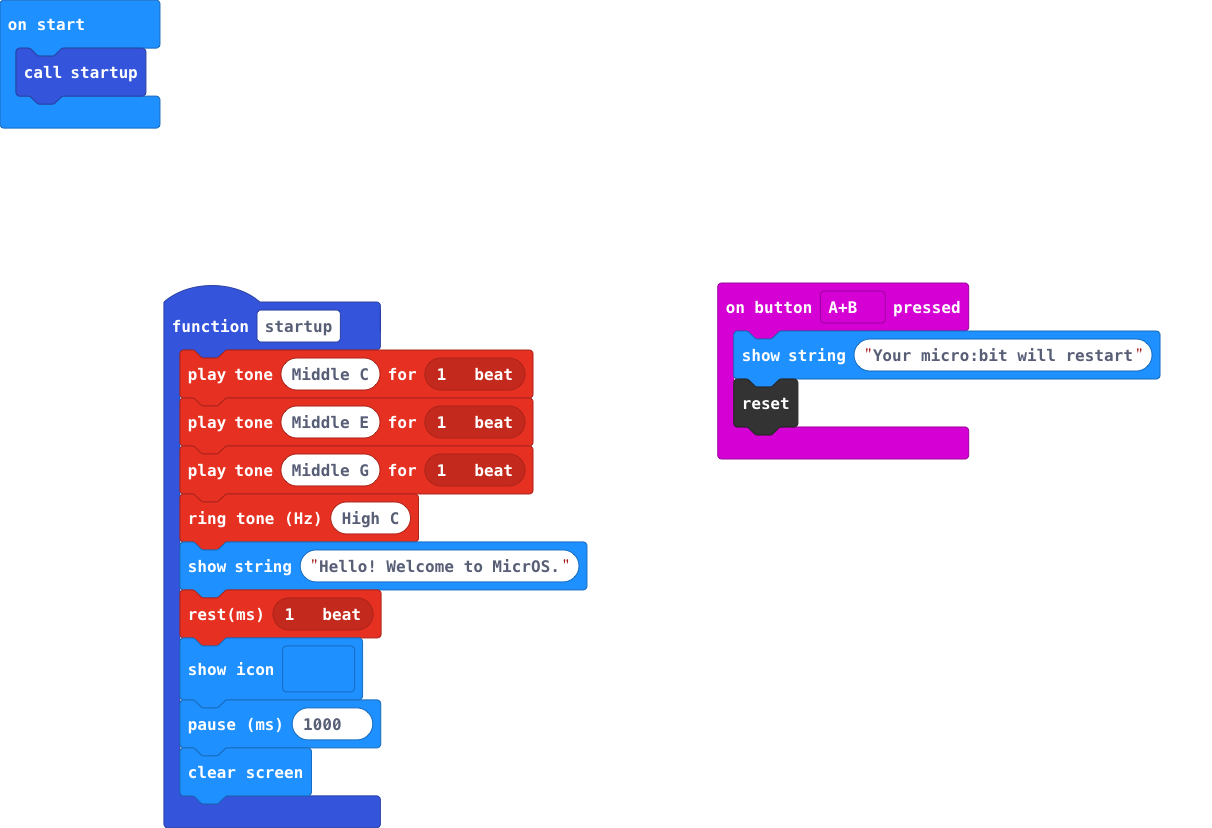 on start
call startup
function startup
play tone Middle C for 1 beat
play tone Middle E for 1 beat
play tone Middle G for 1 beat
ring tone (Hz) High C
show string "Hello! Welcome to MicrOS."
rest(ms) 1 beat
show icon
pause (ms) 1000
clear screen
on button A+B pressed
show string "Your micro:bit will restart"
reset